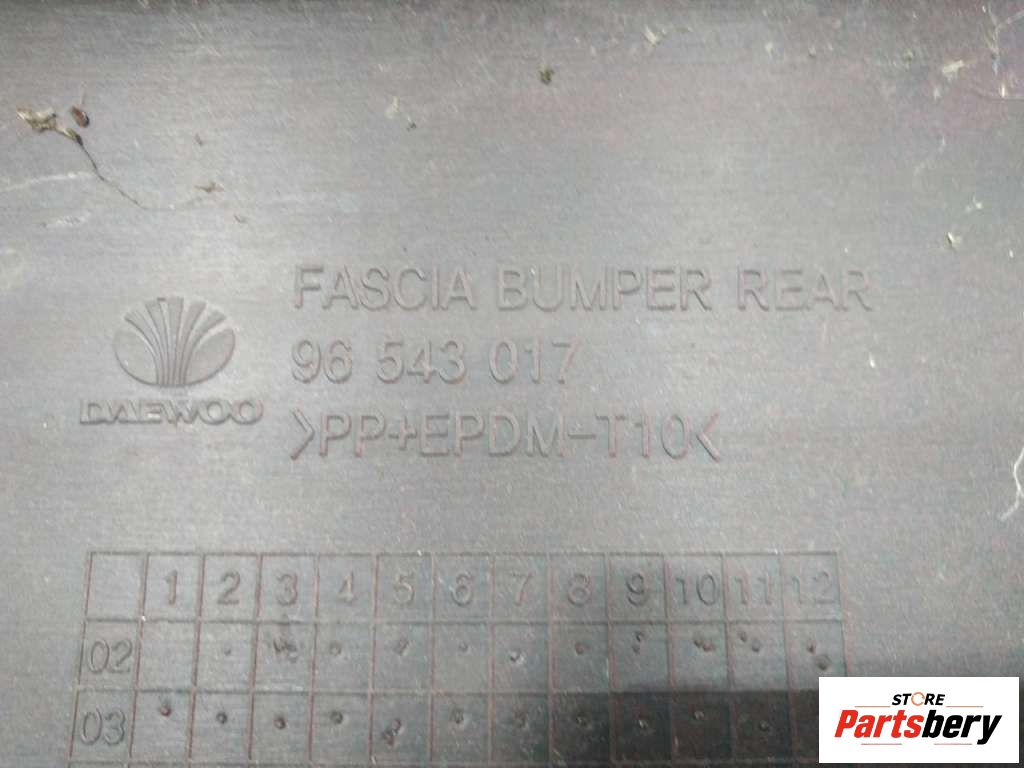 FASCIA BUMPER REAR
96 543 017
DAEWOO
>PP+EPDM-T10<
1 2 3 4 5 6 7 8 9 10 11 12
02
03
STORE
Partsbery